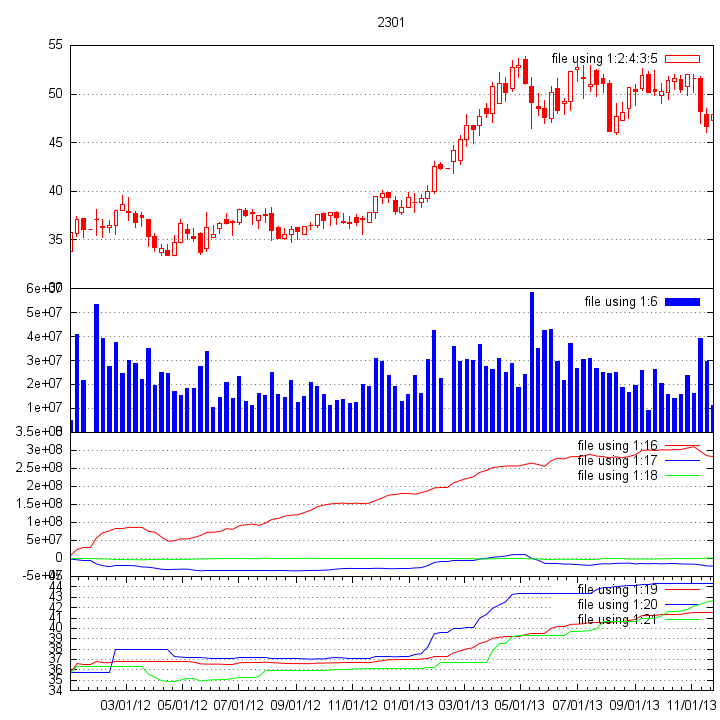 2301
55
file using 1:2:4:3:5
50
45
40
35
30
6e+07
file using 1:6
5e+07
4e+07
3e+07
2e+07
1e+07
0
3.5e+08
file using 1:16
3e+08
file using 1:17
2.5e+08
file using 1:18
2e+08
1.5e+08
1e+08
5e+07
0
-5e+07
45
44
file using 1:19
43
file using 1:20
42
41
file using 1:21
40
39
38
37
36
35
34
03/01/12 05/01/12 07/01/12 09/01/12 11/01/12 01/01/13 03/01/13 05/01/13 07/01/13 09/01/13 11/01/13